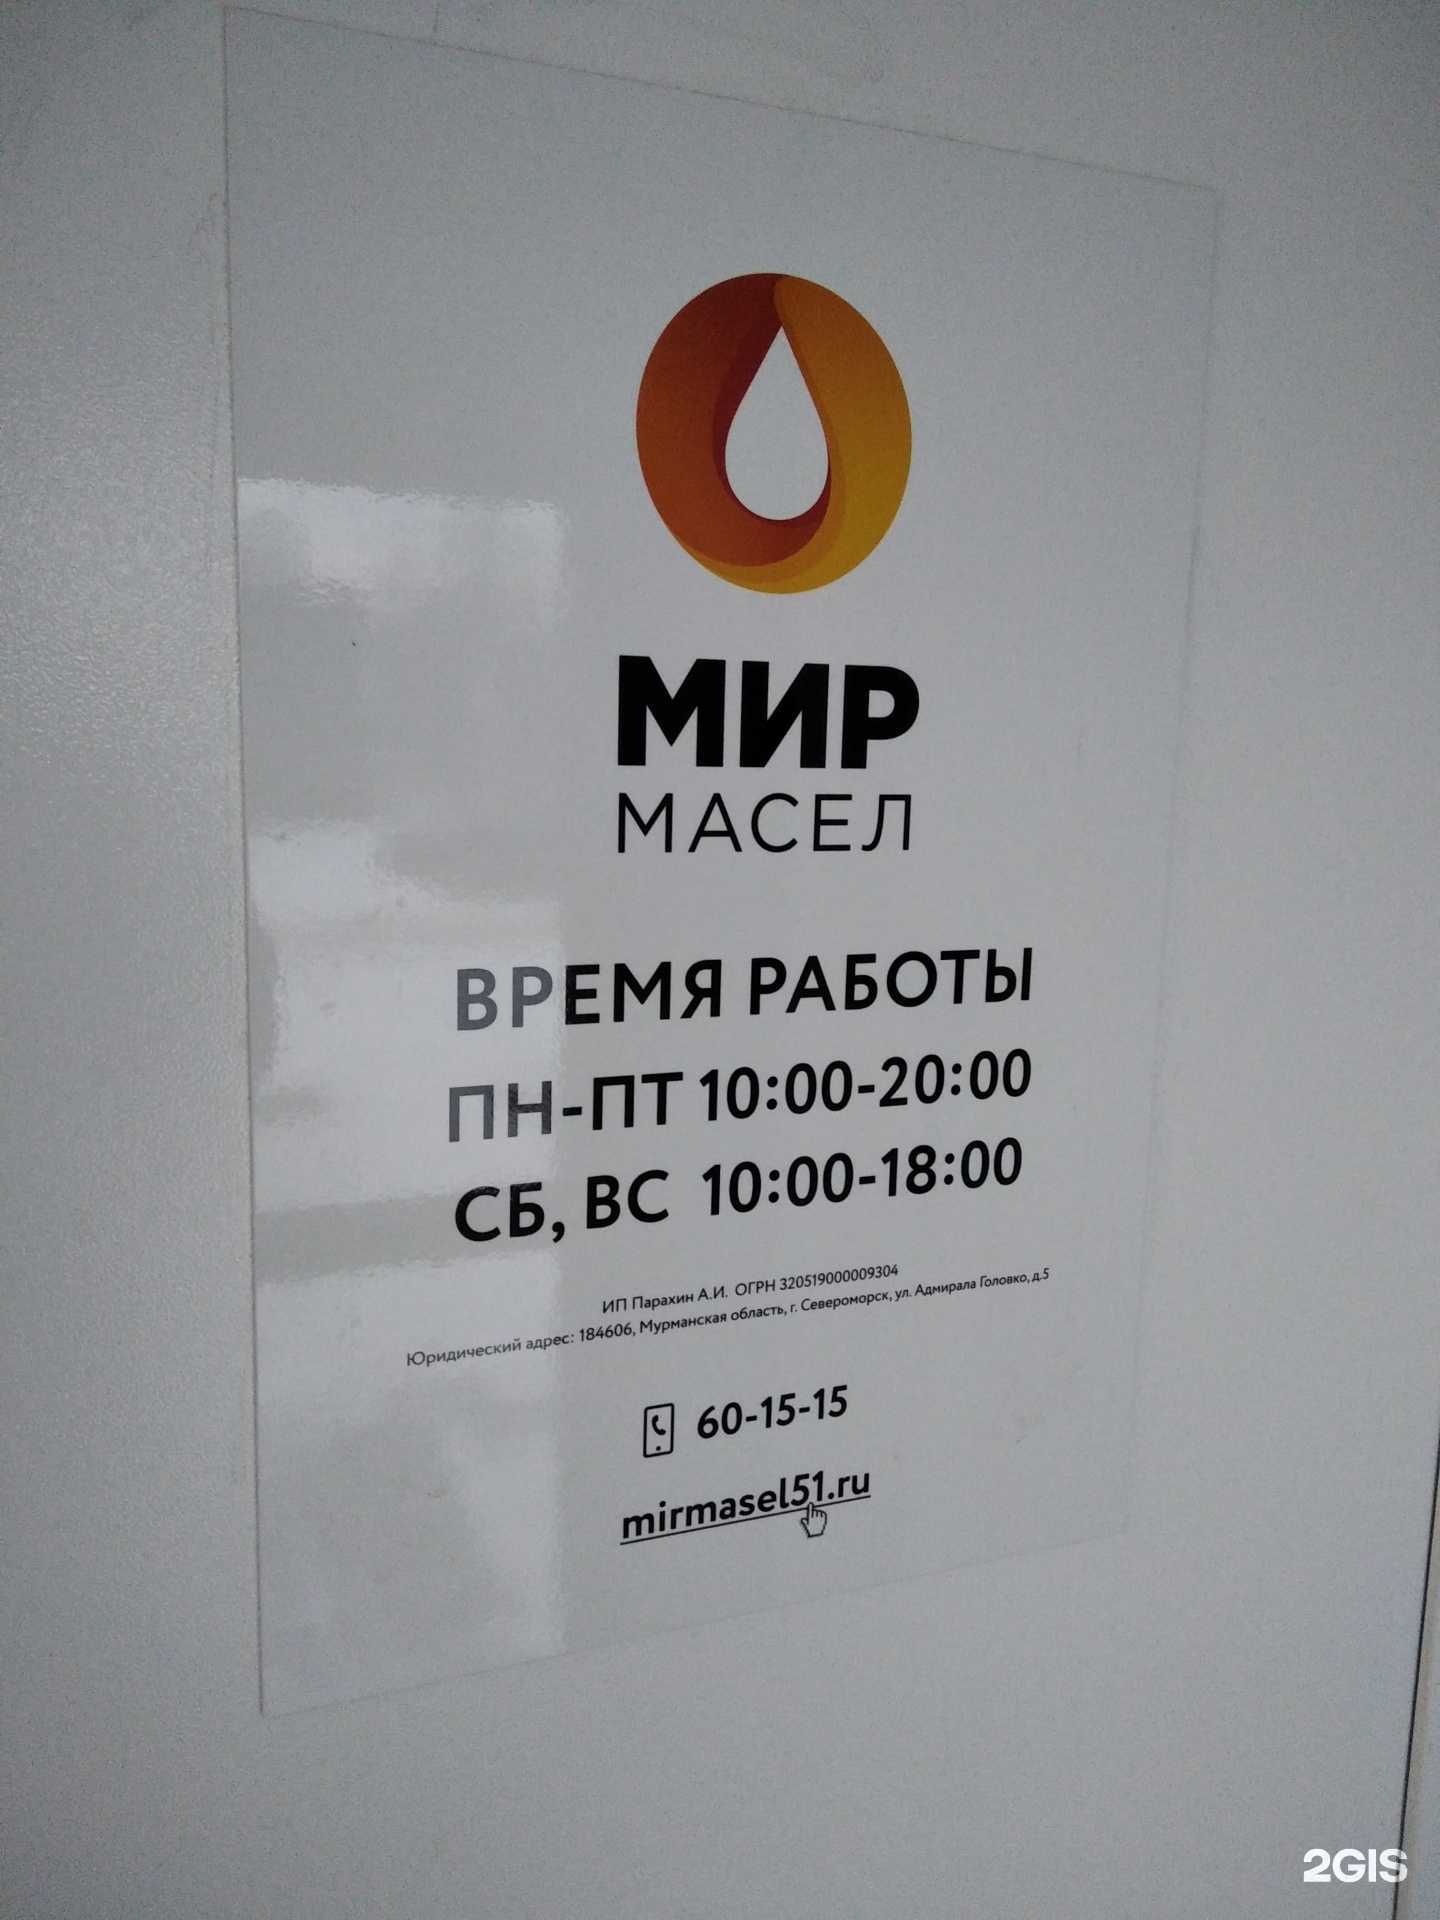 МИР
МАСЕЛ
ВРЕМЯ РАБОТЫ
ПН-ПТ 10:00-20:00
СБ, ВС 10:00-18:00
ИП Парахин А.И. ОГРН 320519000009304
Юридический адрес: 184606, Мурманская область, г. Североморск, ул. Адмирала Головко, д.5
60-15-15
mirmasel51.ru
2GIS